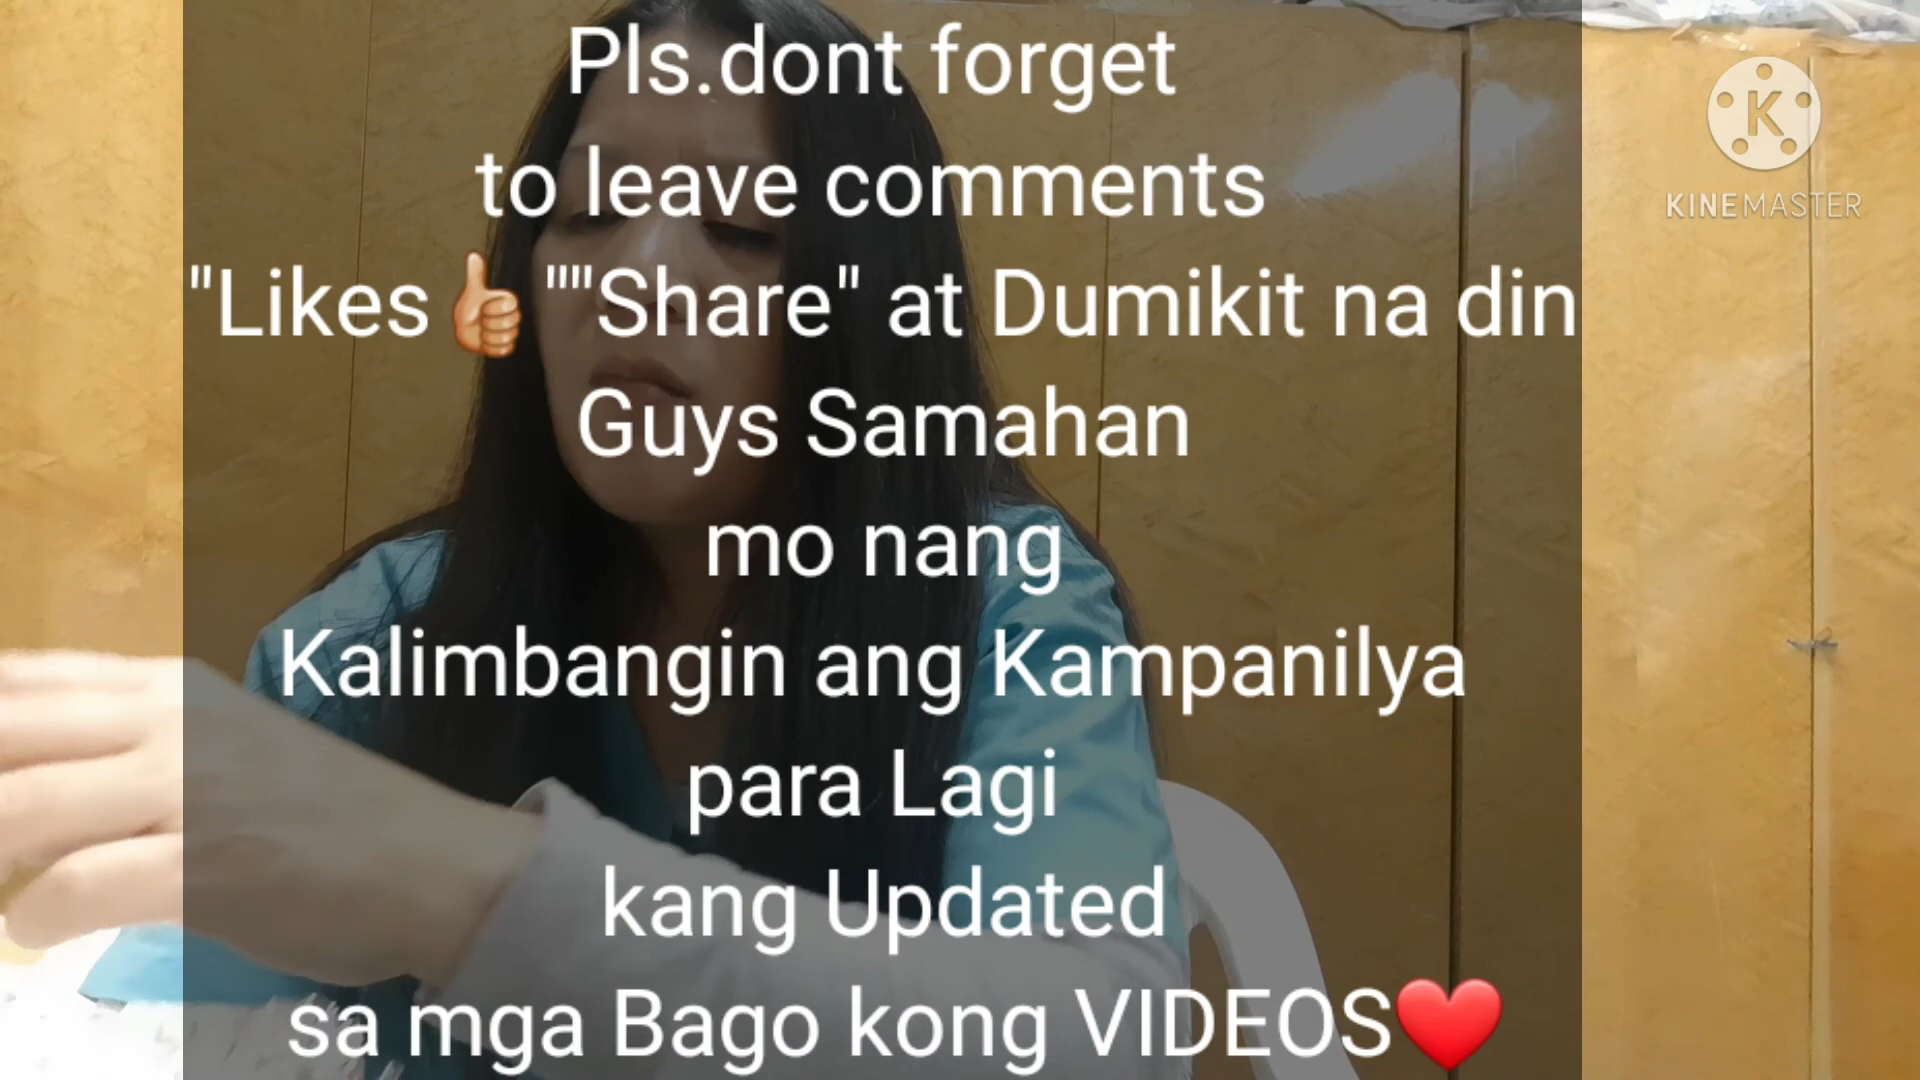 Pls.dont forget
to leave comments
"Likes👍""Share" at Dumikit na din
Guys Samahan
mo nang
Kalimbangin ang Kampanilya
para Lagi
kang Updated
sa mga Bago kong VIDEOS❤️
K
KINEMASTER